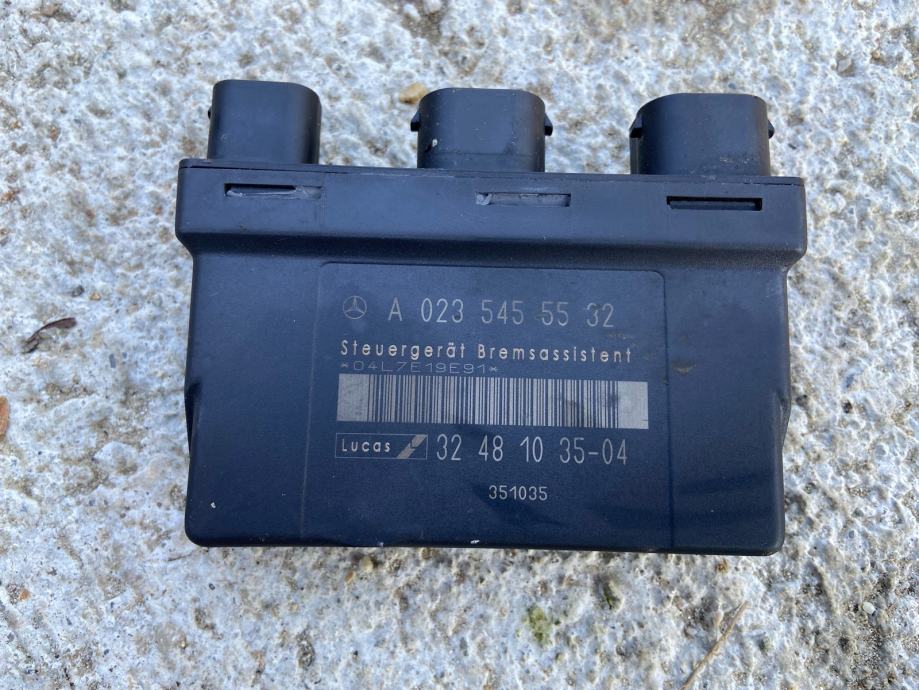 A 023 545 55 32
Steuergerät Bremsassistent
*04L7E19E91*
Lucas 32 48 10 35-04
351035